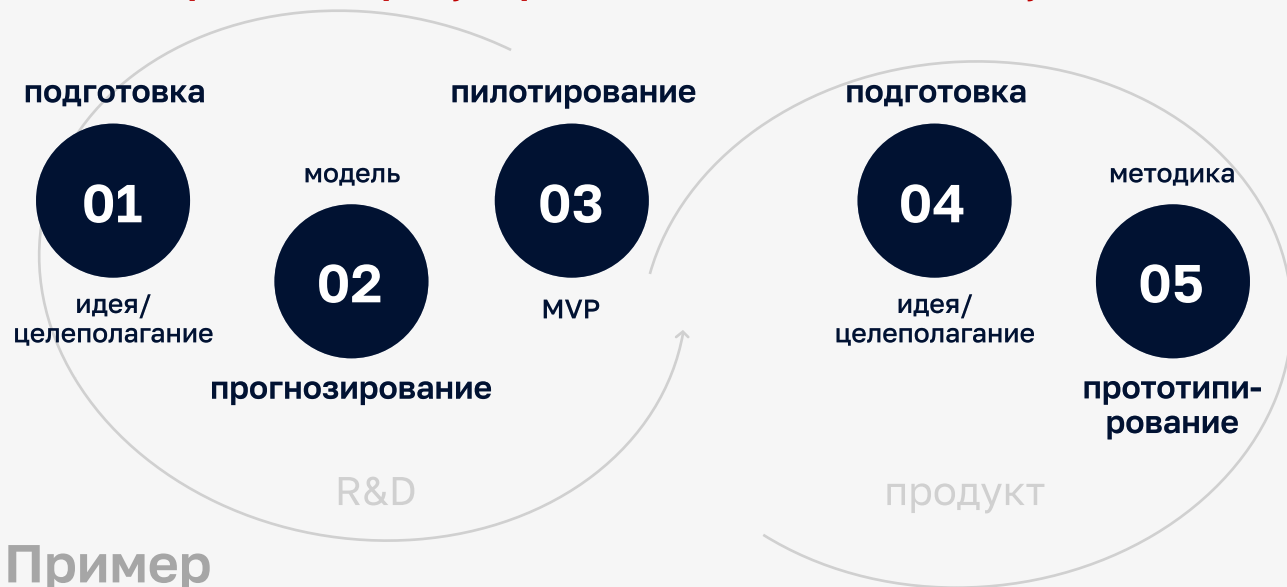 подготовка
01
идея/
целеполагание
модель
02
прогнозирование
пилотирование
03
MVP
R&D
подготовка
04
идея/
целеполагание
методика
05
прототипи-
рование
продукт
Пример